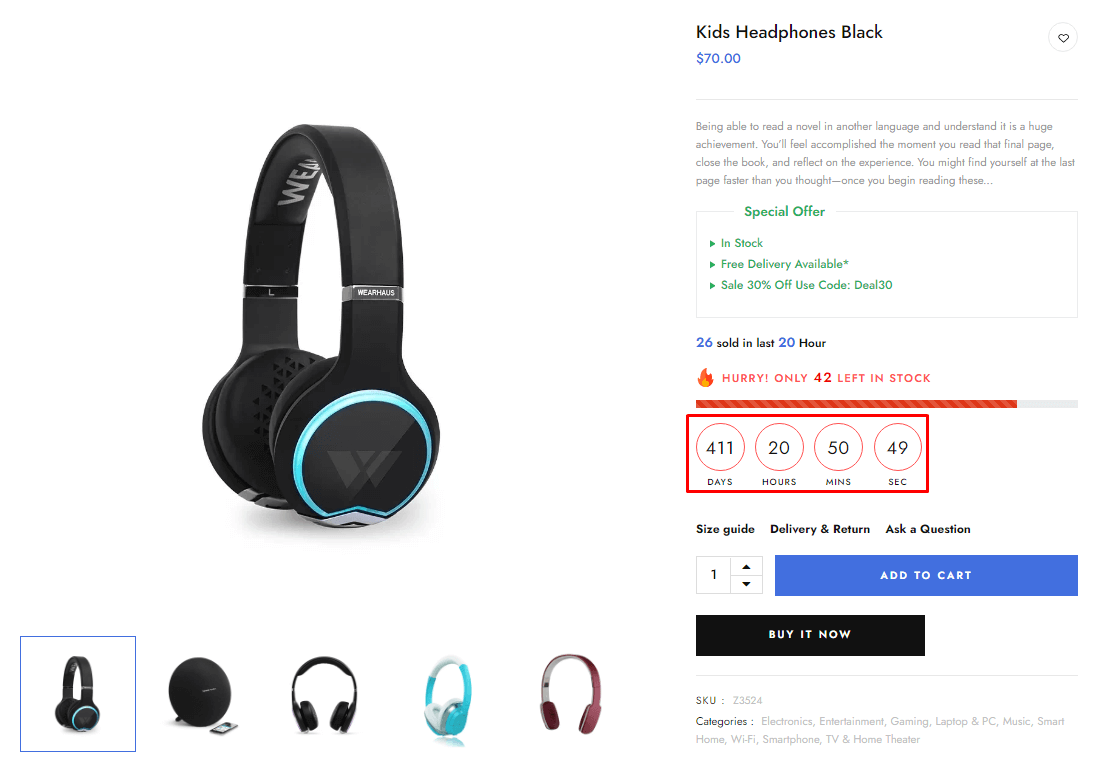 Kids Headphones Black
$70.00
Being able to read a novel in another language and understand it is a huge
achievement. You'll feel accomplished the moment you read that final page,
close the book, and reflect on the experience. You might find yourself at the last
page faster than you thought—once you begin reading these...
Special Offer
In Stock
Free Delivery Available*
Sale 30% Off Use Code: Deal30
26 sold in last 20 Hour
HURRY! ONLY 42 LEFT IN STOCK
411 20 50 49
DAYS HOURS MINS SEC
Size guide Delivery & Return Ask a Question
1 ADD TO CART
BUY IT NOW
SKU : Z3524
Categories : Electronics, Entertainment, Gaming, Laptop & PC, Music, Smart
Home, Wi-Fi, Smartphone, TV & Home Theater
L
WEARHAUS